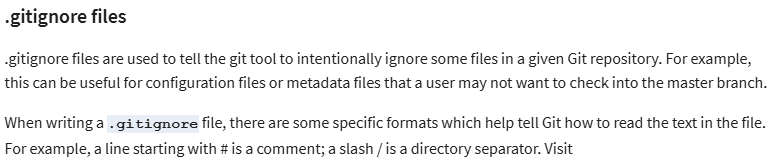 .gitignore files
.gitignore files are used to tell the git tool to intentionally ignore some files in a given Git repository. For example,
this can be useful for configuration files or metadata files that a user may not want to check into the master branch.
When writing a .gitignore file, there are some specific formats which help tell Git how to read the text in the file.
For example, a line starting with # is a comment; a slash / is a directory separator. Visit